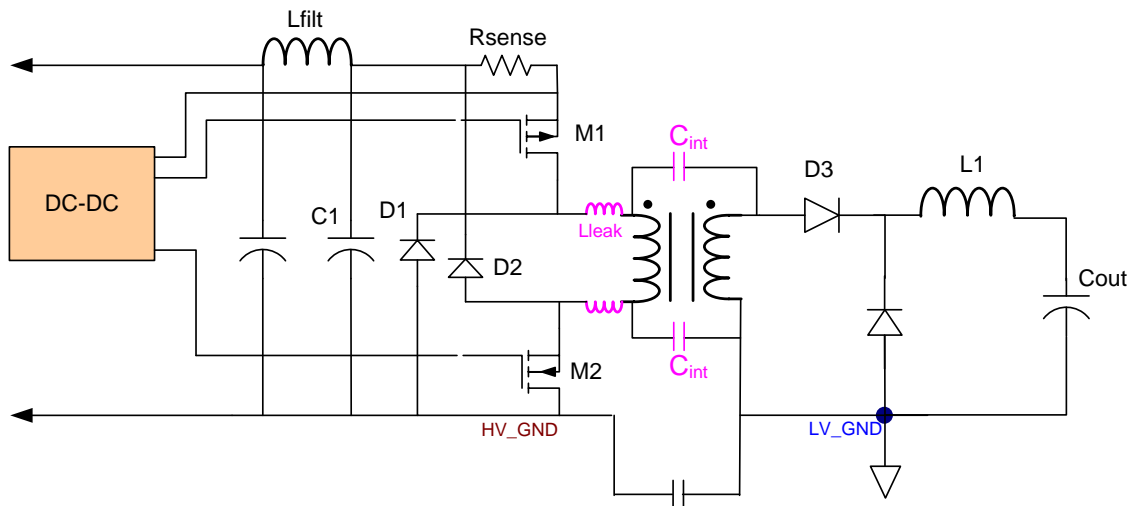 Lfilt
Rsense
M1
Cint
D3
L1
DC-DC
C1
D1
Lleak
D2
Cout
M2
Cint
HV_GND
LV_GND